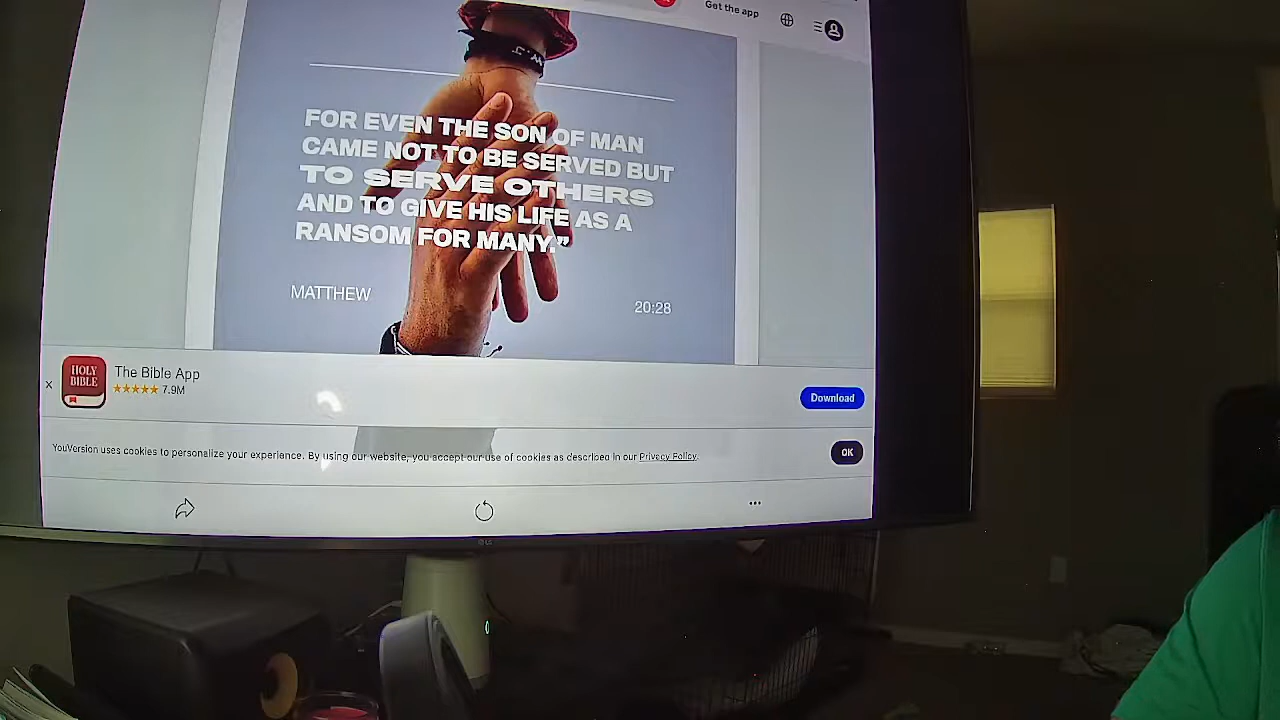 Get the app
FOR EVEN THE SON OF MAN
CAME NOT TO BE SERVED BUT
TO SERVE OTHERS
AND TO GIVE HIS LIFE AS A
RANSOM FOR MANY.”
MATTHEW
20:28
HOLY
BIBLE
The Bible App
7.9M
Download
YouVersion uses cookies to personalize your experience. By using our website, you accept our use of cookies as described in our Privacy Policy.
OK
LG